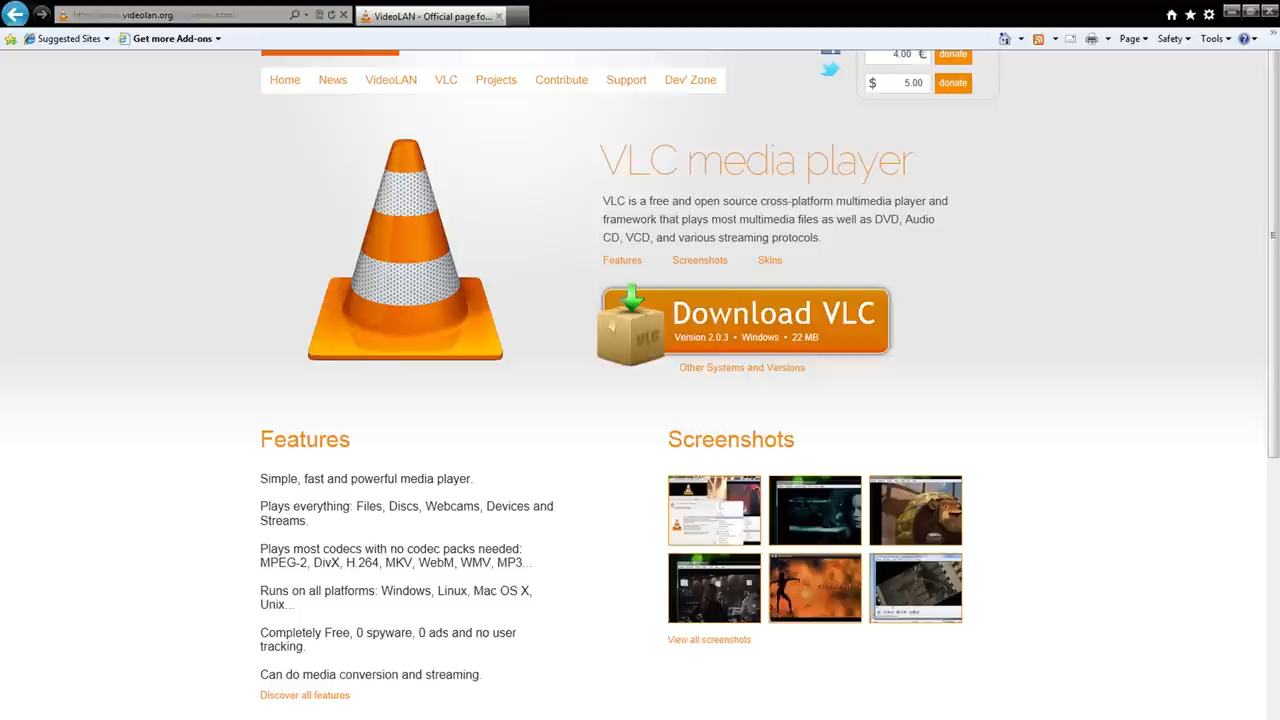 videolan.org
VideoLAN - Official page fo...
Suggested Sites
Get more Add-ons
Page
Safety
Tools
4.00 €
donate
Home
News
VideoLAN
VLC
Projects
Contribute
Support
Dev' Zone
$ 5.00
donate
VLC media player
VLC is a free and open source cross-platform multimedia player and
framework that plays most multimedia files as well as DVD, Audio
CD, VCD, and various streaming protocols.
Features
Screenshots
Skins
Download VLC
VLC
Version 2.0.3 • Windows • 22 MB
Other Systems and Versions
Features
Simple, fast and powerful media player.
Plays everything: Files, Discs, Webcams, Devices and
Streams.
Plays most codecs with no codec packs needed:
MPEG-2, DivX, H.264, MKV, WebM, WMV, MP3...
Runs on all platforms: Windows, Linux, Mac OS X,
Unix...
Completely Free, 0 spyware, 0 ads and no user
tracking.
Can do media conversion and streaming.
Discover all features
Screenshots
View all screenshots